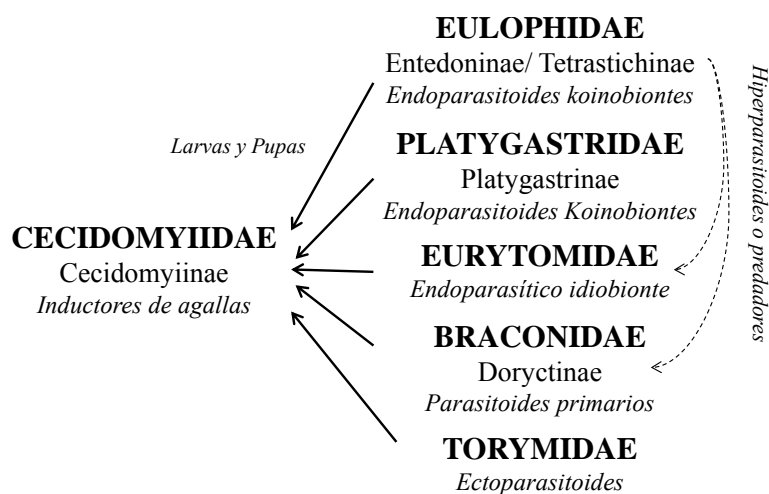 EULOPHIDAE
Entedoninae/ Tetrastichinae
Endoparasitoides koinobiontes
Larvas y Pupas
PLATYGASTRIDAE
Platygastrinae
Endoparasitoides Koinobiontes
CECIDOMYIIDAE
Cecidomyiinae
Inductores de agallas
EURYTOMIDAE
Endoparasítico idiobionte
BRACONIDAE
Doryctinae
Parasitoides primarios
TORYMIDAE
Ectoparasitoides
Hiperparasitoides o predadores